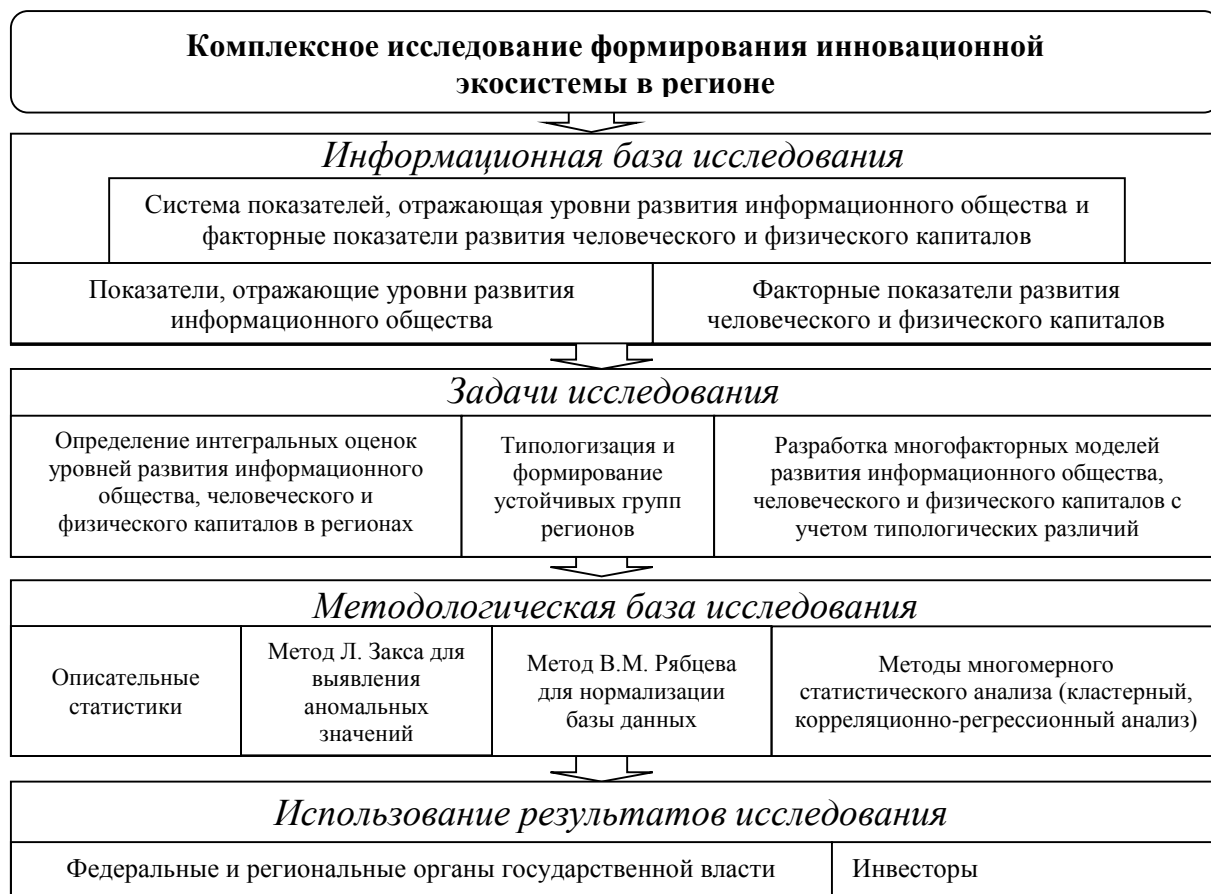 Комплексное исследование формирования инновационной
экосистемы в регионе
Информационная база исследования
Система показателей, отражающая уровни развития информационного общества и
факторные показатели развития человеческого и физического капиталов
Показатели, отражающие уровни развития
информационного общества
Факторные показатели развития
человеческого и физического капиталов
Задачи исследования
Определение интегральных оценок
уровней развития информационного
общества, человеческого и
физического капиталов в регионах
Типологизация и
формирование
устойчивых групп
регионов
Разработка многофакторных моделей
развития информационного общества,
человеческого и физического капиталов с
учетом типологических различий
Методологическая база исследования
Описательные
статистики
Метод Л. Закса для
выявления
аномальных
значений
Метод В.М. Рябцева
для нормализации
базы данных
Методы многомерного
статистического анализа (кластерный,
корреляционно-регрессионный анализ)
Использование результатов исследования
Федеральные и региональные органы государственной власти
Инвесторы